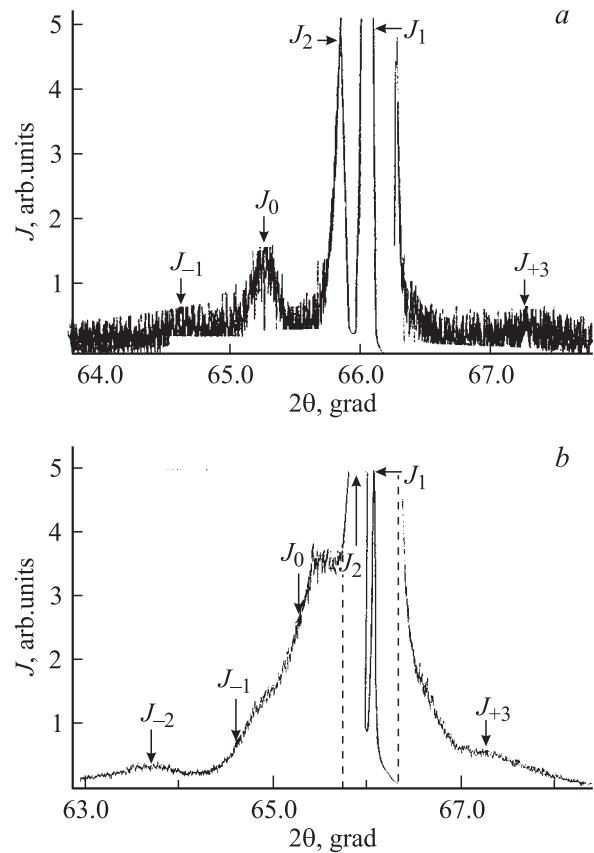 a
5
J2
J1
4
3
J, arb.units
2
J0
J−1
J+3
1
64.0 65.0 66.0 67.0
2θ, grad
b
5
J1
4
J0
J2
3
J, arb.units
2
J−1
J−2
J+3
1
63.0 65.0 67.0
2θ, grad